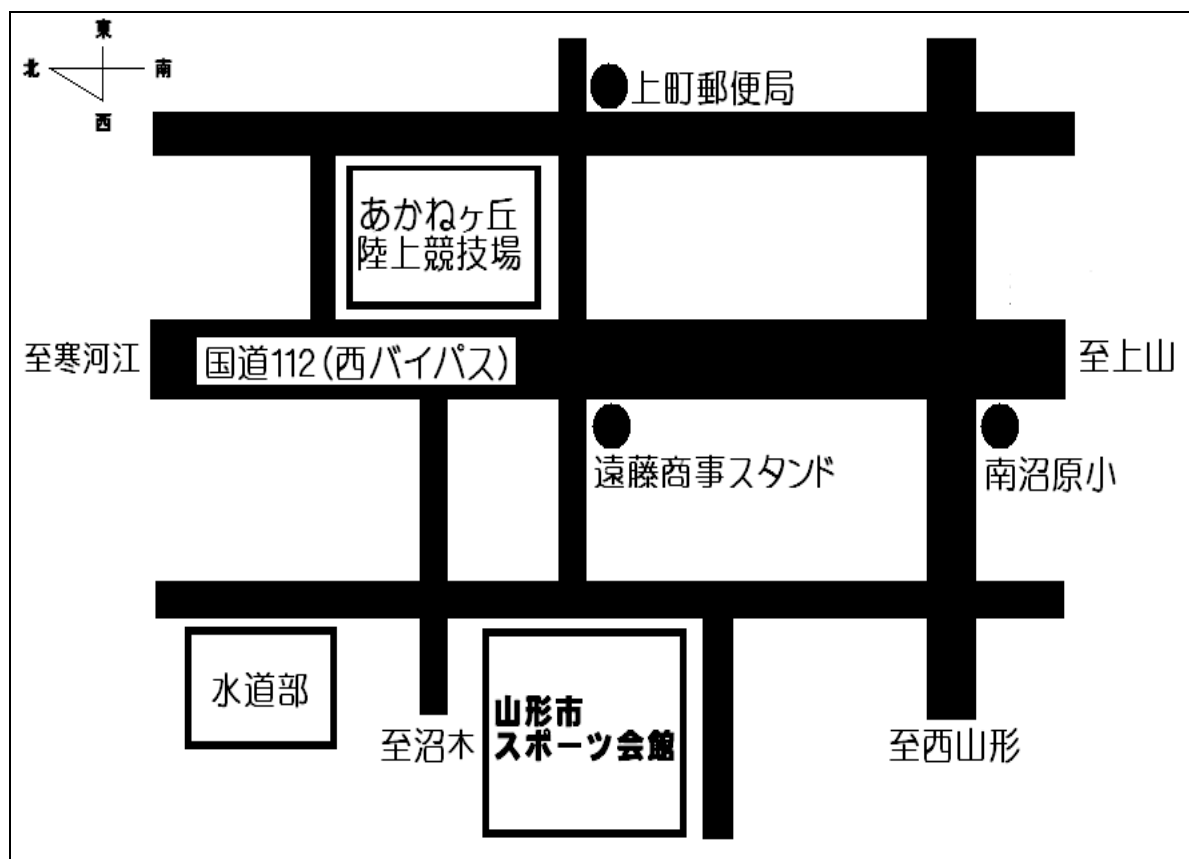 東
北
南
西
上町郵便局
あかねヶ丘
陸上競技場
至寒河江
国道112(西バイパス)
至上山
遠藤商事スタンド
南沼原小
水道部
至沼木
山形市
スポーツ会館
至西山形